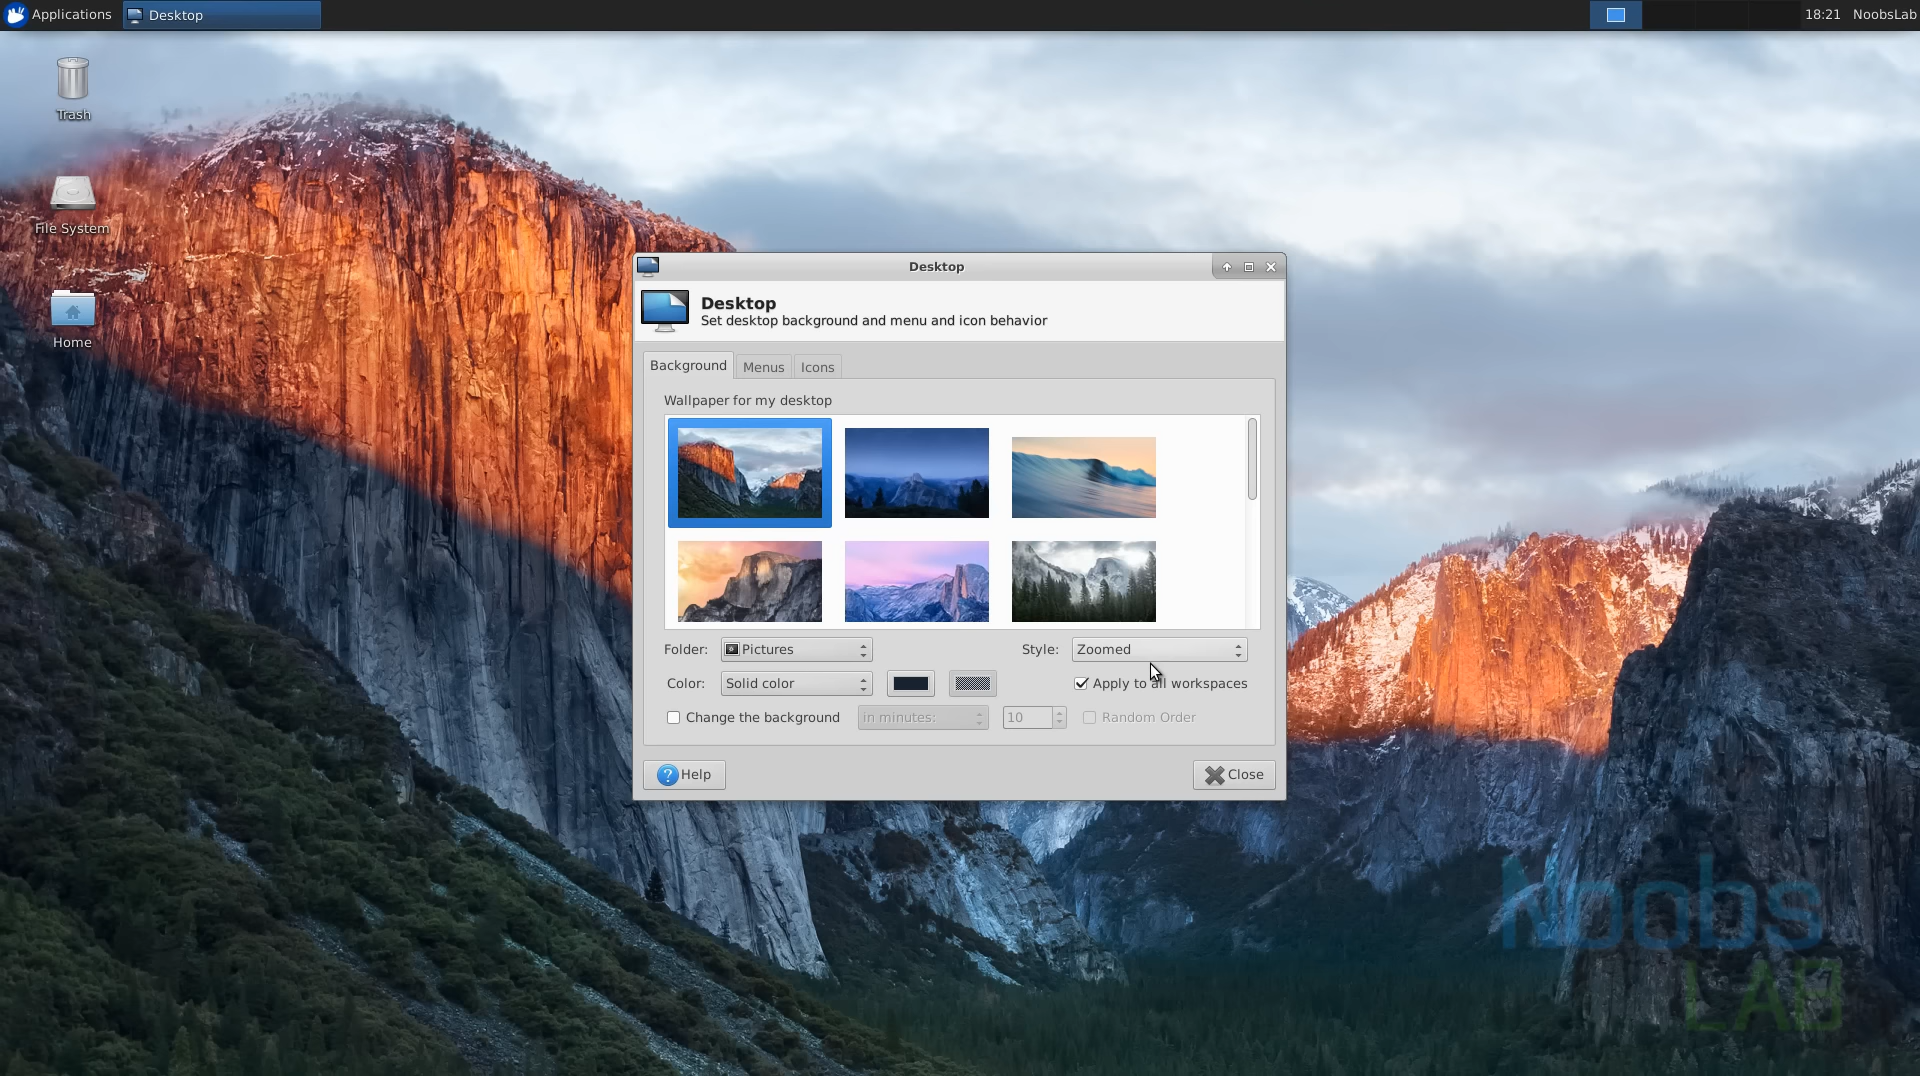 Applications
Desktop
18:21
NoobsLab
Trash
File System
Home
Desktop
Desktop
Set desktop background and menu and icon behavior
Background
Menus
Icons
Wallpaper for my desktop
Folder:
Pictures
Style:
Zoomed
Color:
Solid color
Apply to all workspaces
Change the background
in minutes:
10
Random Order
? Help
Close
Noobs
LAB